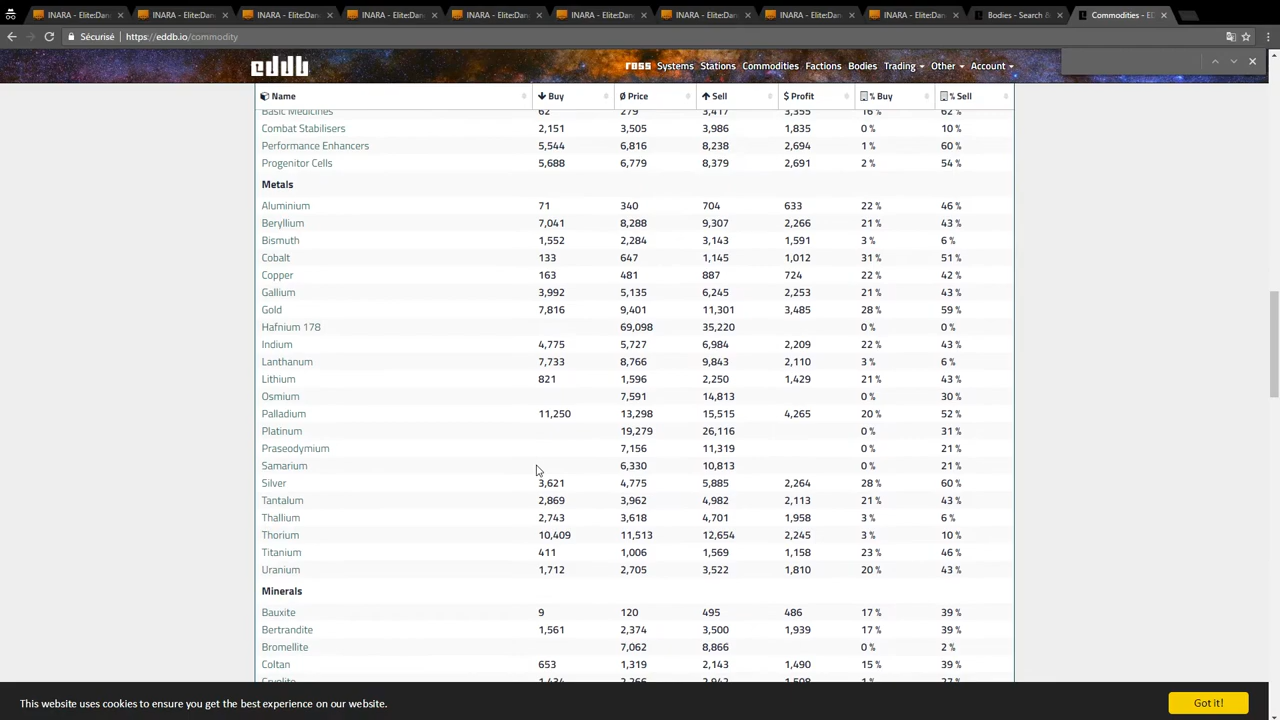 INARA - Elite:Dan INARA - Elite:Dan INARA - Elite:Dan INARA - Elite:Dan INARA - Elite:Dan INARA - Elite:Dan INARA - Elite:Dan INARA - Elite:Dan INARA - Elite:Dan Bodies - Search & Commodities - ED
Sécurisé https://eddb.io/commodity
eddb ross Systems Stations Commodities Factions Bodies Trading Other Account
Name Buy Ø Price Sell $ Profit % Buy % Sell
Basic Medicines 62 279 3,417 3,355 16 % 62 %
Combat Stabilisers 2,151 3,505 3,986 1,835 0 % 10 %
Performance Enhancers 5,544 6,816 8,238 2,694 1 % 60 %
Progenitor Cells 5,688 6,779 8,379 2,691 2 % 54 %
Metals
Aluminium 71 340 704 633 22 % 46 %
Beryllium 7,041 8,288 9,307 2,266 21 % 43 %
Bismuth 1,552 2,284 3,143 1,591 3 % 6 %
Cobalt 133 647 1,145 1,012 31 % 51 %
Copper 163 481 887 724 22 % 42 %
Gallium 3,992 5,135 6,245 2,253 21 % 43 %
Gold 7,816 9,401 11,301 3,485 28 % 59 %
Hafnium 178 69,098 35,220 0 % 0 %
Indium 4,775 5,727 6,984 2,209 22 % 43 %
Lanthanum 7,733 8,766 9,843 2,110 3 % 6 %
Lithium 821 1,596 2,250 1,429 21 % 43 %
Osmium 7,591 14,813 0 % 30 %
Palladium 11,250 13,298 15,515 4,265 20 % 52 %
Platinum 19,279 26,116 0 % 31 %
Praseodymium 7,156 11,319 0 % 21 %
Samarium 6,330 10,813 0 % 21 %
Silver 3,621 4,775 5,885 2,264 28 % 60 %
Tantalum 2,869 3,962 4,982 2,113 21 % 43 %
Thallium 2,743 3,618 4,701 1,958 3 % 6 %
Thorium 10,409 11,513 12,654 2,245 3 % 10 %
Titanium 411 1,006 1,569 1,158 23 % 46 %
Uranium 1,712 2,705 3,522 1,810 20 % 43 %
Minerals
Bauxite 9 120 495 486 17 % 39 %
Bertrandite 1,561 2,374 3,500 1,939 17 % 39 %
Bromellite 7,062 8,866 0 % 2 %
Coltan 653 1,319 2,143 1,490 15 % 39 %
This website uses cookies to ensure you get the best experience on our website. Got it!